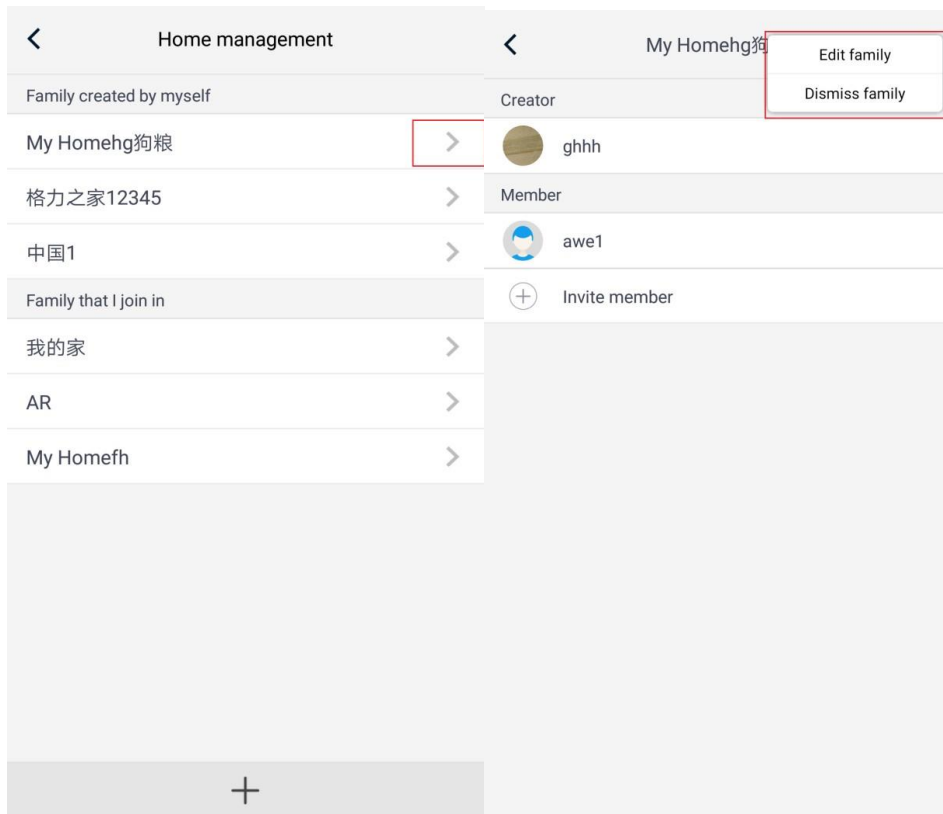 Home management
Family created by myself
My Homehg狗粮
格力之家12345
中国1
Family that I join in
我的家
AR
My Homefh
My Homehg狗
Edit family
Dismiss family
Creator
ghhh
Member
awe1
Invite member